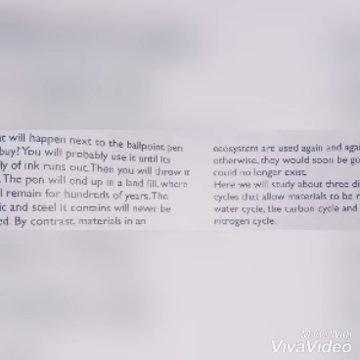 will happen next to the ballpoint pen
buy? You will probably use it until its
of ink runs out. Then you will throw it
The pen will end up in a land fill, where
remain for hundreds of years. The
and steel it contains will never be
By contrast, materials in an
ecosystem are used again and again
otherwise, they would soon be
could no longer exist.
Here we will study about three
cycles that allow materials to be
water cycle, the carbon cycle and
nitrogen cycle.
Made With
VivaVideo